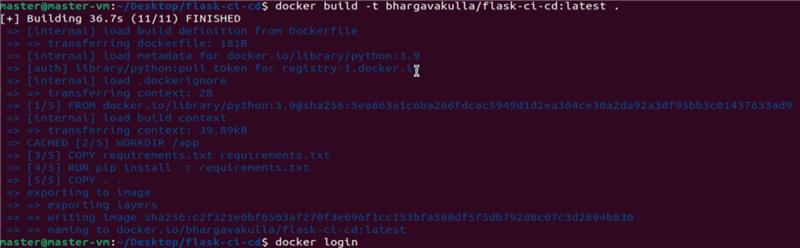 master@master-vm:~/Desktop/flask-ci-cd$ docker build -t bhargavakulla/flask-ci-cd:latest .
[+] Building 36.7s (11/11) FINISHED
=> [internal] load build definition from Dockerfile
=> => transferring dockerfile: 181B
=> [internal] load metadata for docker.io/library/python:3.9
=> [auth] library/python:pull token for registry-1.docker.io
=> [internal] load .dockerignore
=> => transferring context: 2B
=> [1/5] FROM docker.io/library/python:3.9@sha256:5ea663a1c6ba266fdcac5949d1d2ea364ce30a2da92a3df95bb3c01437633ad9
=> [internal] load build context
=> => transferring context: 39.89kB
=> CACHED [2/5] WORKDIR /app
=> [3/5] COPY requirements.txt requirements.txt
=> [4/5] RUN pip install -r requirements.txt
=> [5/5] COPY . .
=> exporting to image
=> => exporting layers
=> => writing image sha256:c2f321e0bf8503af270f3e696f1cc153bfa588df5f5db79288c07c3d2894b830
=> => naming to docker.io/bhargavakulla/flask-ci-cd:latest
master@master-vm:~/Desktop/flask-ci-cd$ docker login